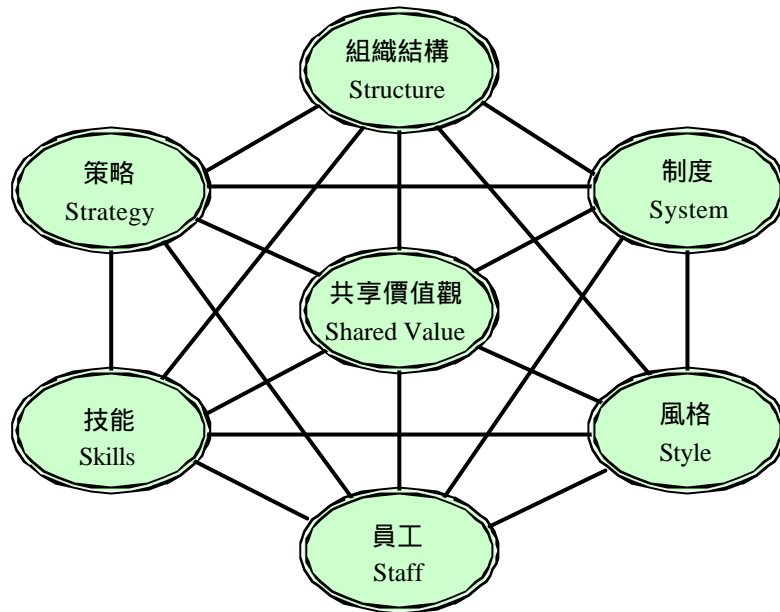 組織結構
Structure
策略
Strategy
制度
System
共享價值觀
Shared Value
技能
Skills
風格
Style
員工
Staff